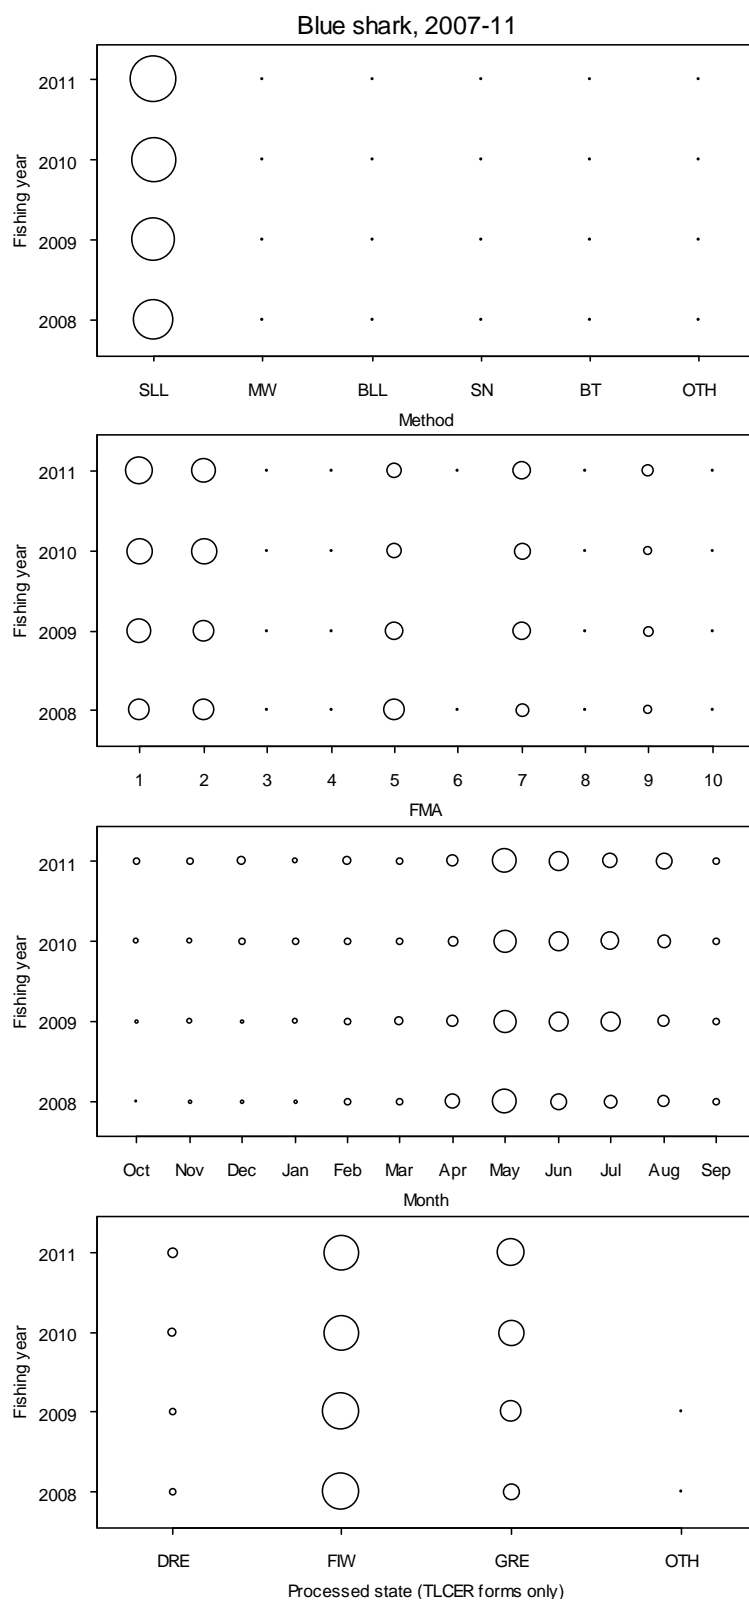 Blue shark, 2007-11
2011
2010
2009
2008
Fishing year
SLL MW BLL SN BT OTH
Method
2011
2010
2009
2008
Fishing year
1 2 3 4 5 6 7 8 9 10
FMA
2011
2010
2009
2008
Fishing year
Oct Nov Dec Jan Feb Mar Apr May Jun Jul Aug Sep
Month
2011
2010
2009
2008
Fishing year
DRE FIW GRE OTH
Processed state (TLCER forms only)